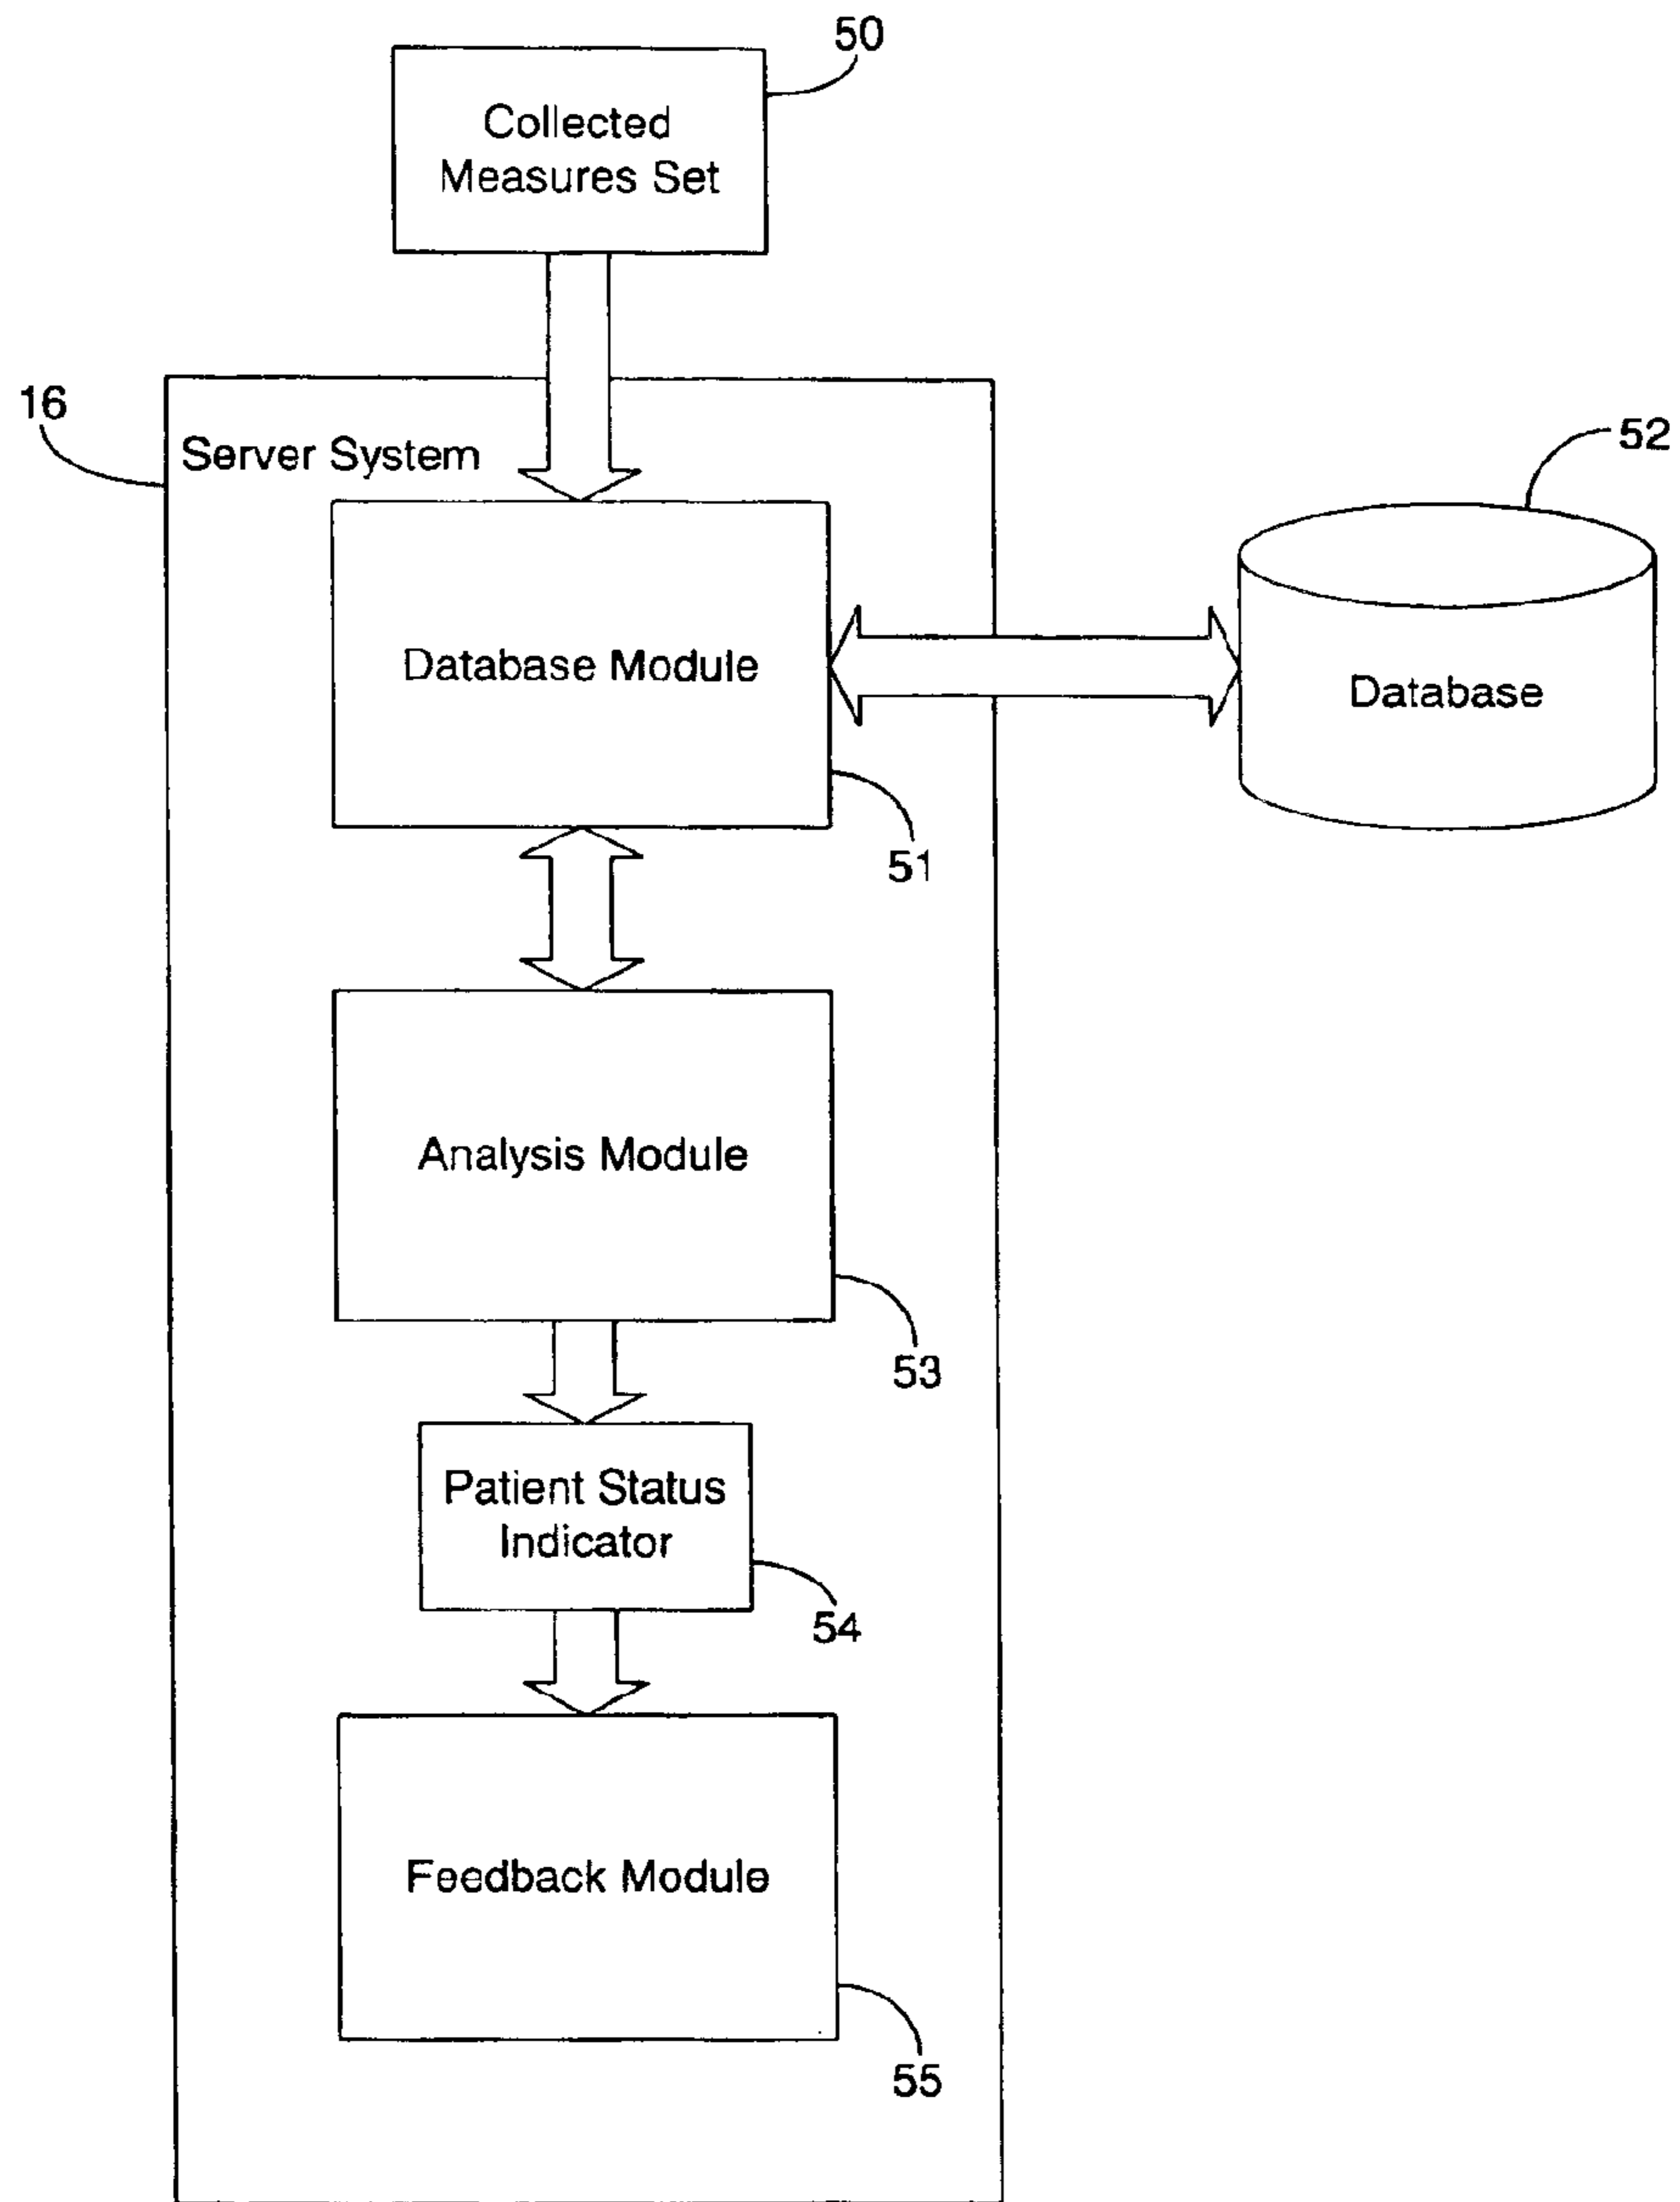 50
Collected
Measures Set
16
Server System
52
Database Module
Database
51
Analysis Module
53
Patient Status
Indicator
54
Feedback Module
55